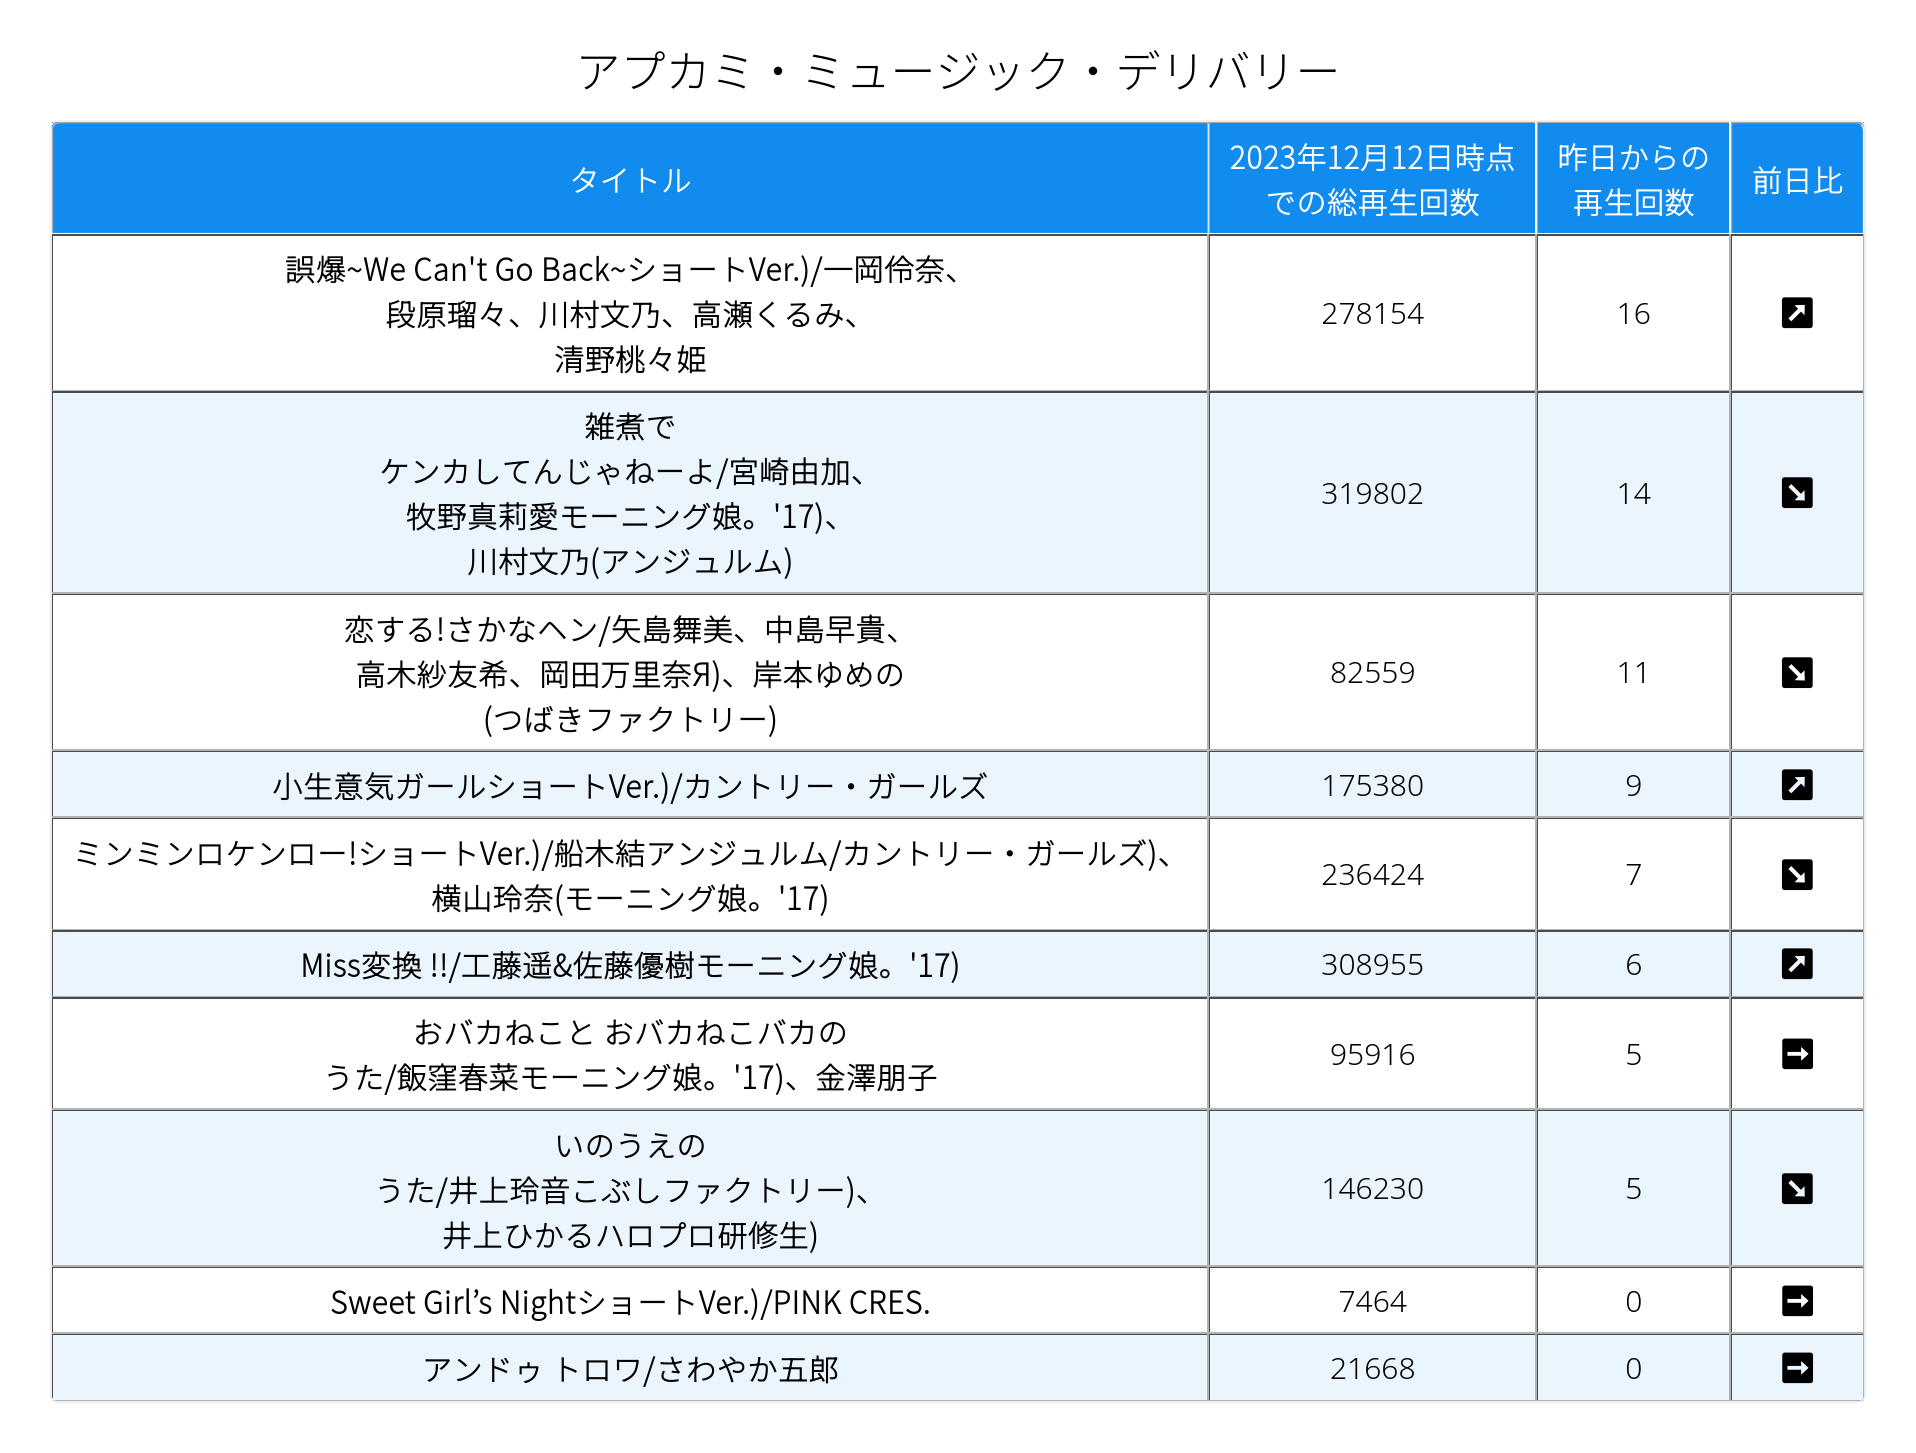 アプカミ・ミュージック・デリバリー
タイトル
2023年12月12日時点
での総再生回数
昨日からの
再生回数
前日比
誤爆~We Can't Go Back~ショートVer.)/一岡伶奈、
段原瑠々、川村文乃、高瀬くるみ、
清野桃々姫
278154
16
雑煮で
ケンカしてんじゃねーよ/宮崎由加、
牧野真莉愛モーニング娘。'17)、
川村文乃(アンジュルム)
319802
14
恋する!さかなヘン/矢島舞美、中島早貴、
高木紗友希、岡田万里奈Я)、岸本ゆめの
(つばきファクトリー)
82559
11
小生意気ガールショートVer.)/カントリー・ガールズ
175380
9
ミンミンロケンロー!ショートVer.)/船木結アンジュルム/カントリー・ガールズ)、
横山玲奈(モーニング娘。'17)
236424
7
Miss変換 !!/工藤遥&佐藤優樹モーニング娘。'17)
308955
6
おバカねこと おバカねこバカの
うた/飯窪春菜モーニング娘。'17)、金澤朋子
95916
5
いのうえの
うた/井上玲音こぶしファクトリー)、
井上ひかるハロプロ研修生)
146230
5
Sweet Girl’s NightショートVer.)/PINK CRES.
7464
0
アンドゥ トロワ/さわやか五郎
21668
0